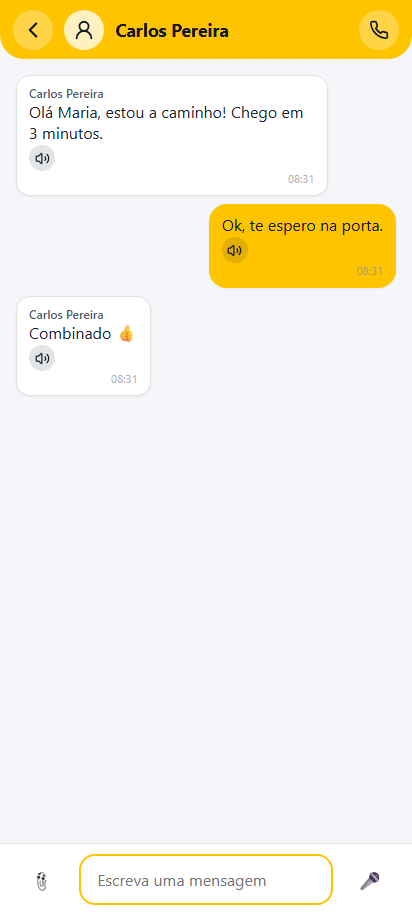 Carlos Pereira
Carlos Pereira
Olá Maria, estou a caminho! Chego em
3 minutos.
08:31
Ok, te espero na porta.
08:31
Carlos Pereira
Combinado 👍
08:31
Escreva uma mensagem